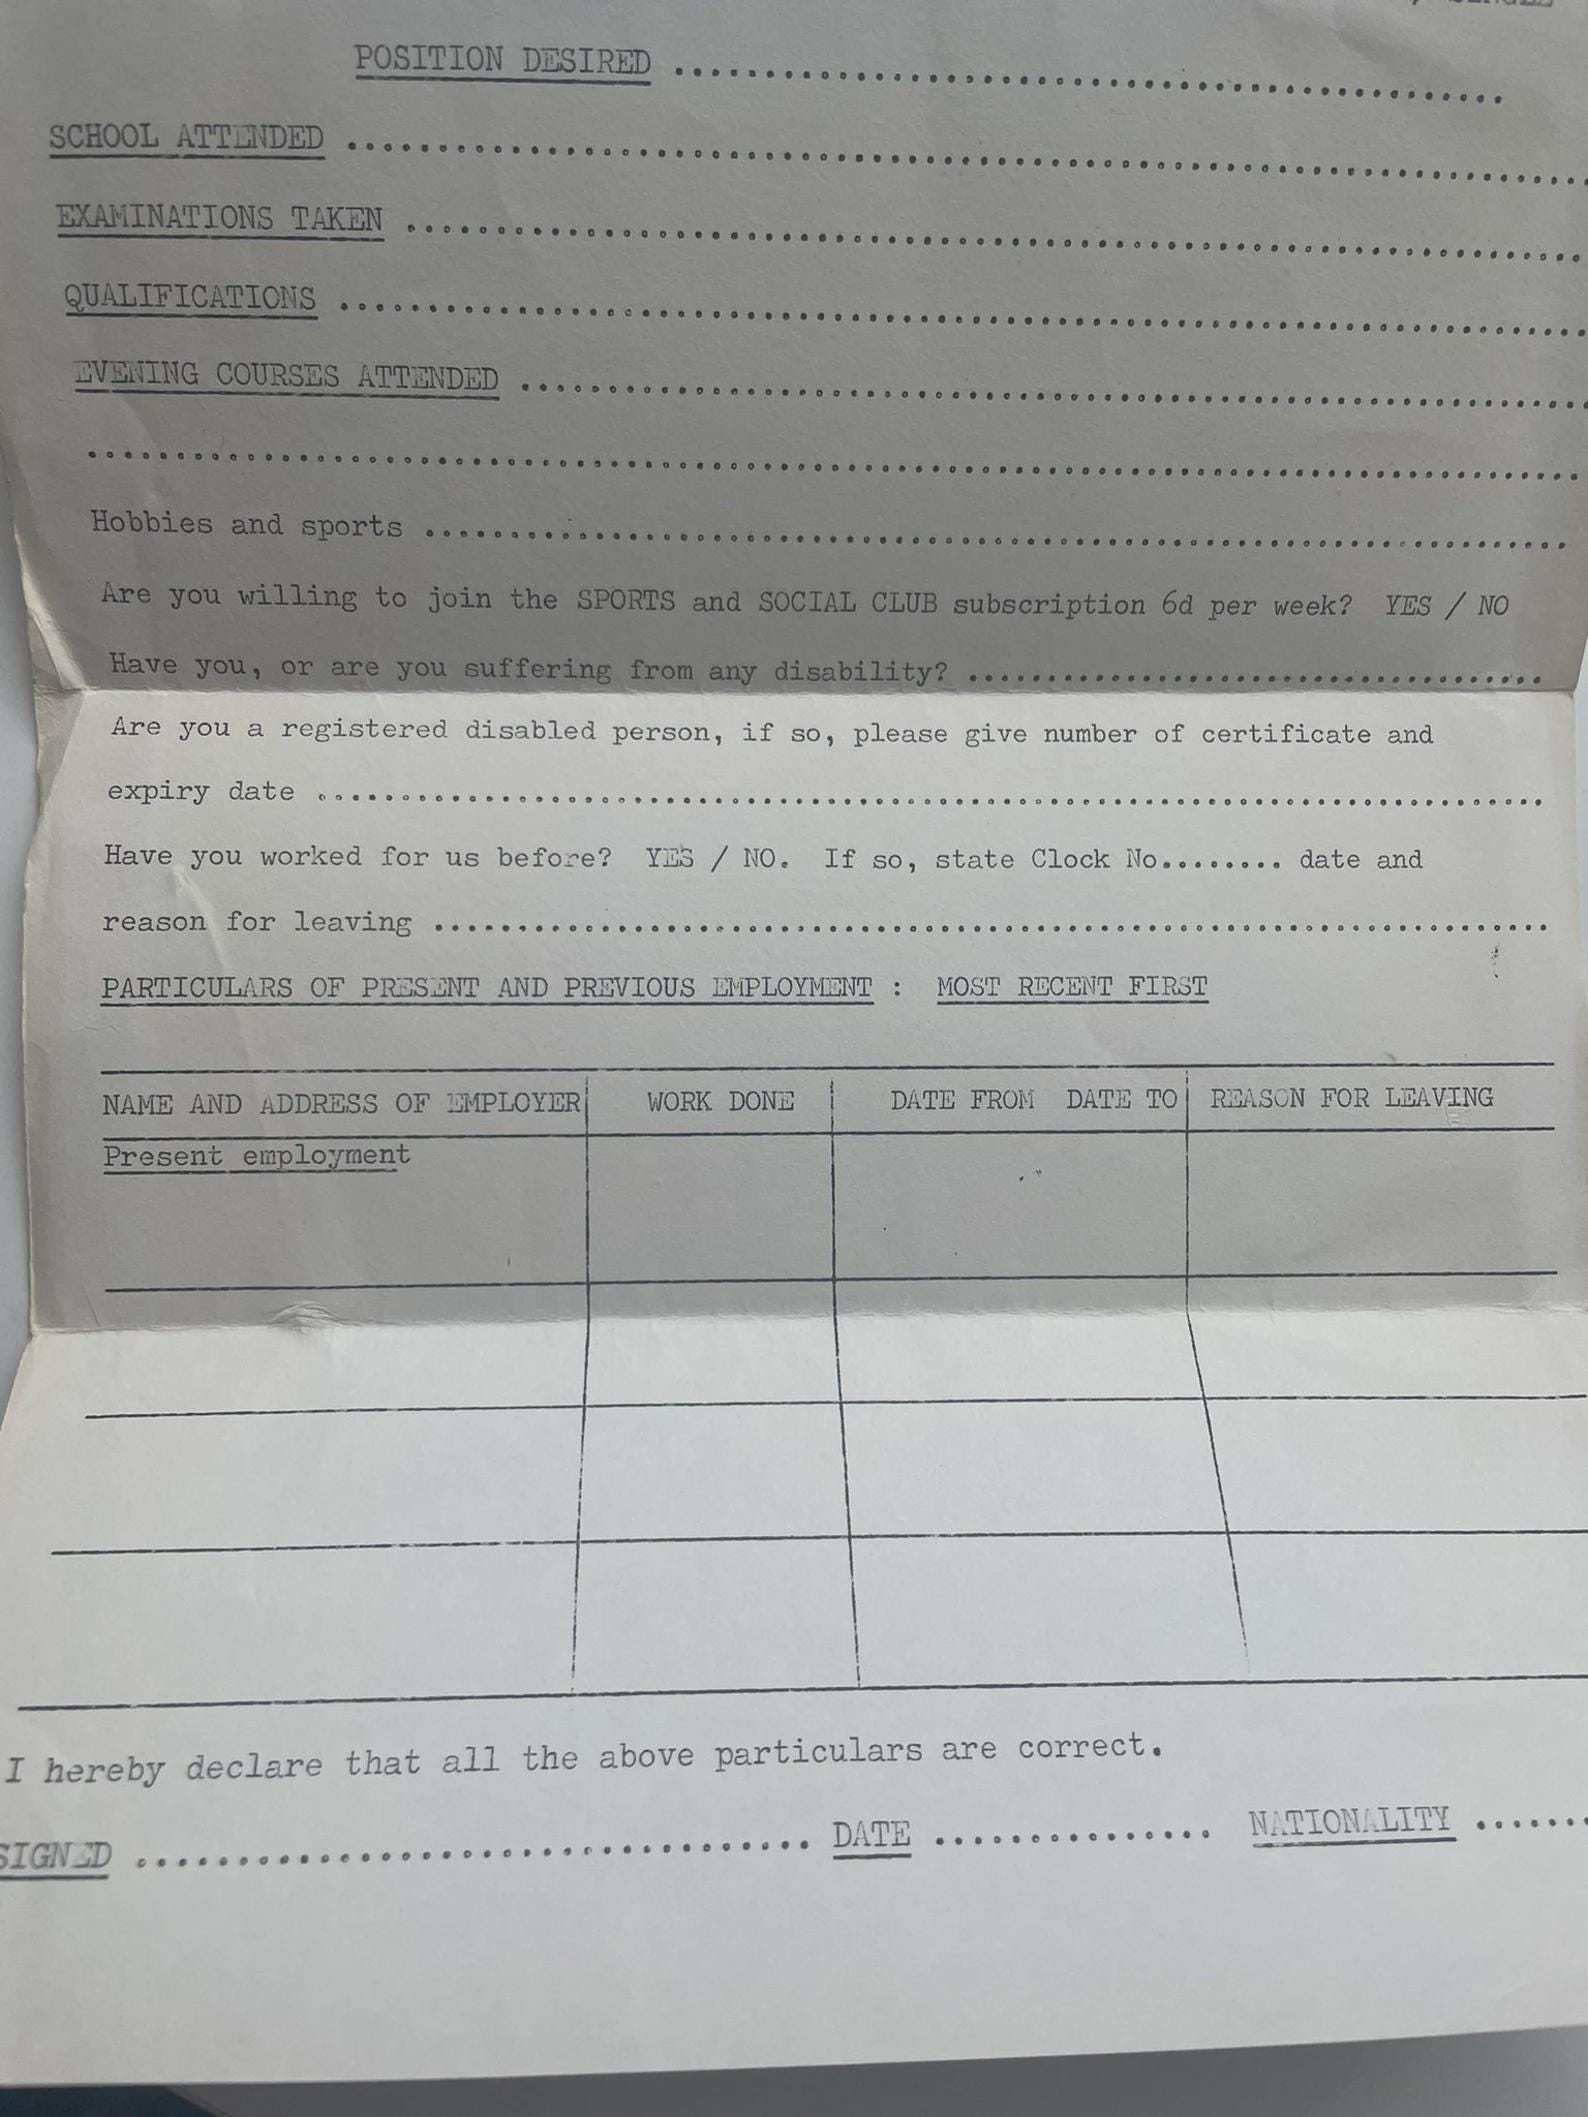 / SINGLE
POSITION DESIRED ..............................................
SCHOOL ATTENDED ....................................................................
EXAMINATIONS TAKEN .................................................................
QUALIFICATIONS .....................................................................
EVENING COURSES ATTENDED ...........................................................
....................................................................................
Hobbies and sports .................................................................
Are you willing to join the SPORTS and SOCIAL CLUB subscription 6d per week? YES / NO
Have you, or are you suffering from any disability? ..................................
Are you a registered disabled person, if so, please give number of certificate and
expiry date ........................................................................
Have you worked for us before? YES / NO. If so, state Clock No........ date and
reason for leaving .................................................................
PARTICULARS OF PRESENT AND PREVIOUS EMPLOYMENT : MOST RECENT FIRST
NAME AND ADDRESS OF EMPLOYER WORK DONE DATE FROM DATE TO REASON FOR LEAVING
Present employment
I hereby declare that all the above particulars are correct.
SIGNED ....................................... DATE ............... NATIONALITY .......